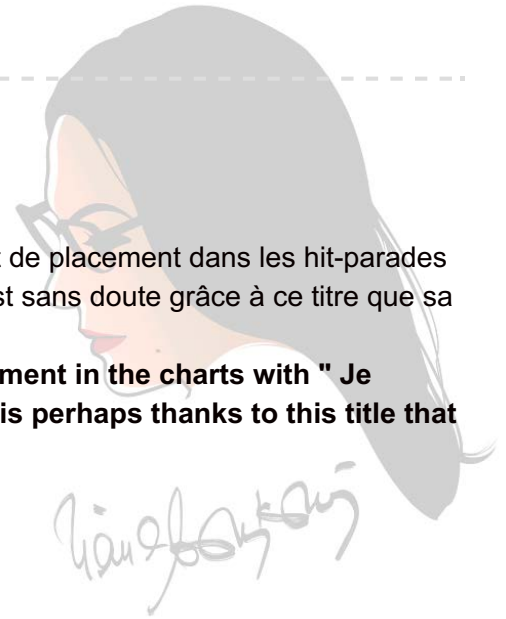 t de placement dans les hit-parades
st sans doute grâce à ce titre que sa
ment in the charts with " Je
is perhaps thanks to this title that